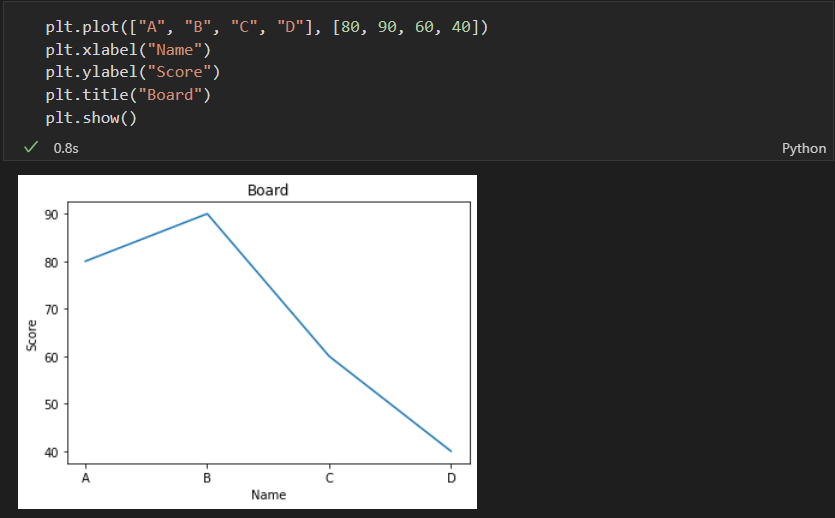 plt.plot(["A", "B", "C", "D"], [80, 90, 60, 40])
plt.xlabel("Name")
plt.ylabel("Score")
plt.title("Board")
plt.show()
0.8s
Python
Board
90
80
70
60
50
40
Score
A B C D
Name